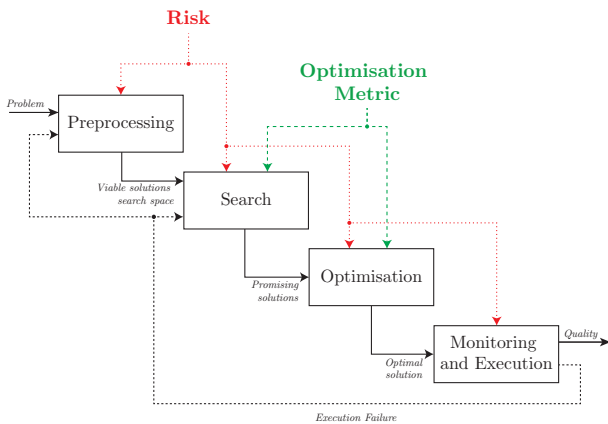 Risk
Optimisation
Metric
Problem
Preprocessing
Viable solutions
search space
Search
Promising
solutions
Optimisation
Optimal
solution
Monitoring
and Execution
Quality
Execution Failure